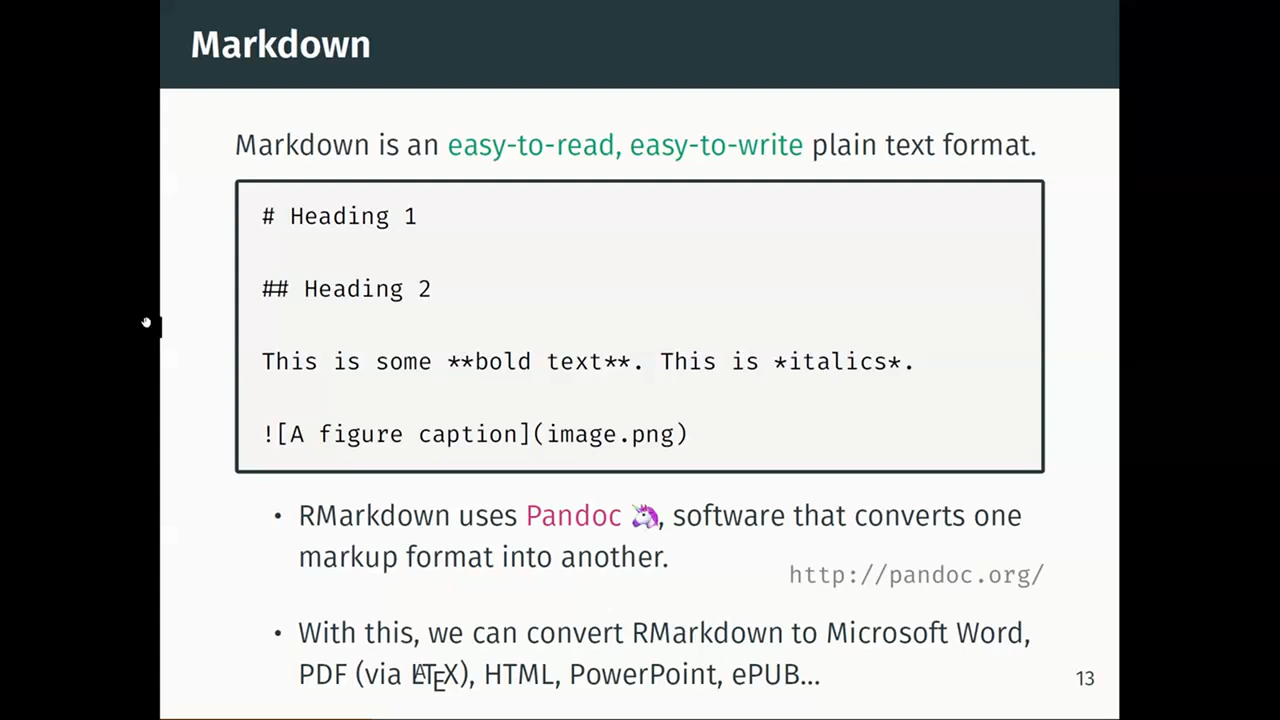 Markdown
Markdown is an easy-to-read, easy-to-write plain text format.
# Heading 1
## Heading 2
This is some **bold text**. This is *italics*.
![A figure caption](image.png)
• RMarkdown uses Pandoc 🦄, software that converts one
markup format into another.
http://pandoc.org/
• With this, we can convert RMarkdown to Microsoft Word,
PDF (via LATEX), HTML, PowerPoint, ePUB...
13